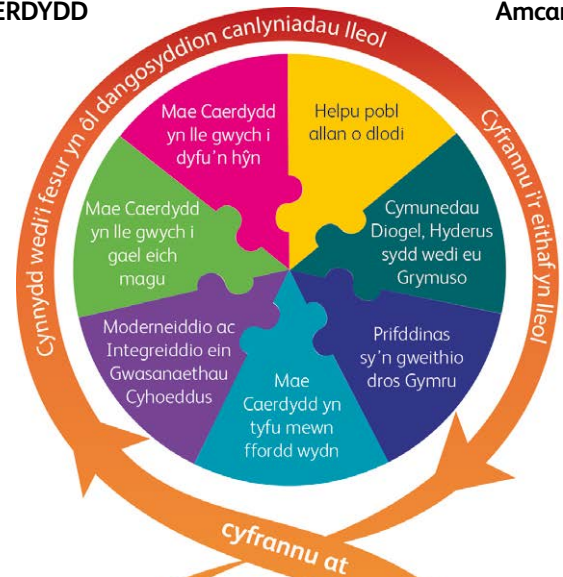 ERDYDD
Amcan
Cynnydd wedi'i fesur yn ôl dangosyddion canlyniadau lleol
Cyfrannu i'r eithaf yn lleol
Mae Caerdydd
yn lle gwych i
dyfu'n hŷn
Helpu pobl
allan o dlodi
Cymunedau
Diogel, Hyderus
sydd wedi eu
Grymuso
Prifddinas
sy'n gweithio
dros Gymru
Mae
Caerdydd yn
tyfu mewn
ffordd wydn
Moderneiddio ac
Integreiddio ein
Gwasanaethau
Cyhoeddus
Mae Caerdydd
yn lle gwych i
gael eich
magu
cyfrannu at